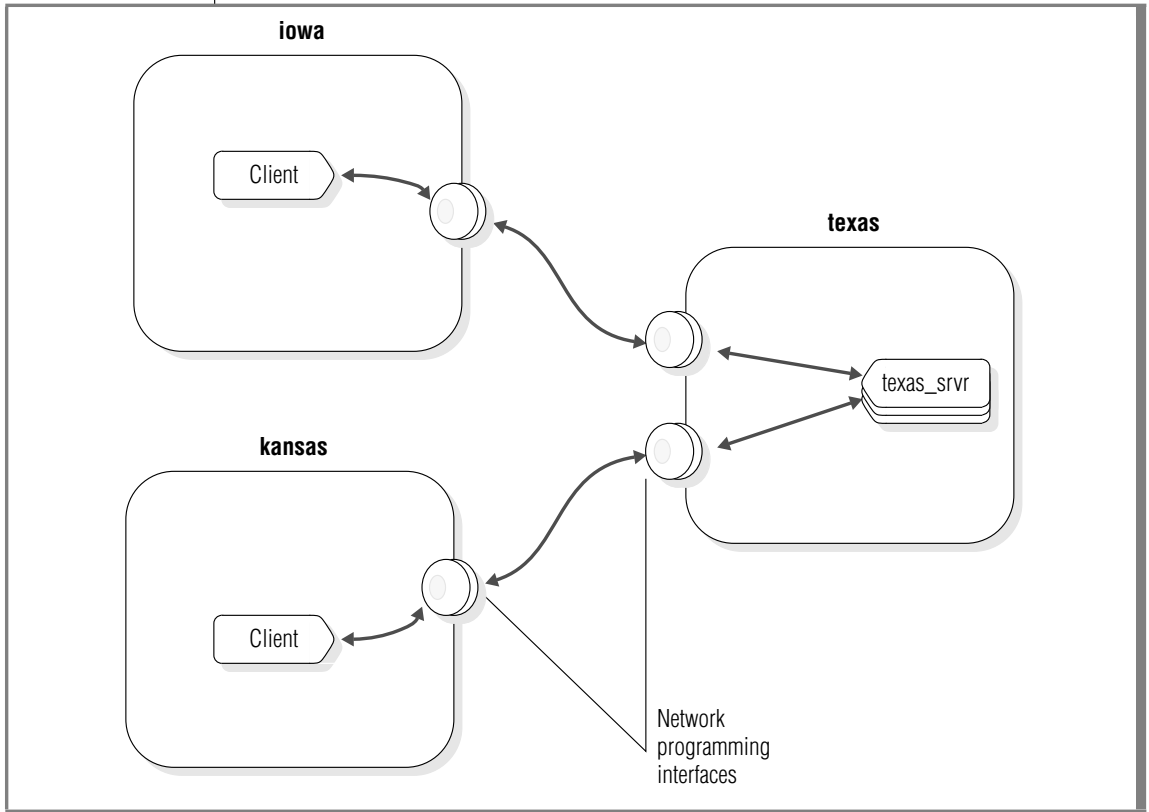 iowa
Client
texas
texas_srvr
kansas
Client
Network
programming
interfaces